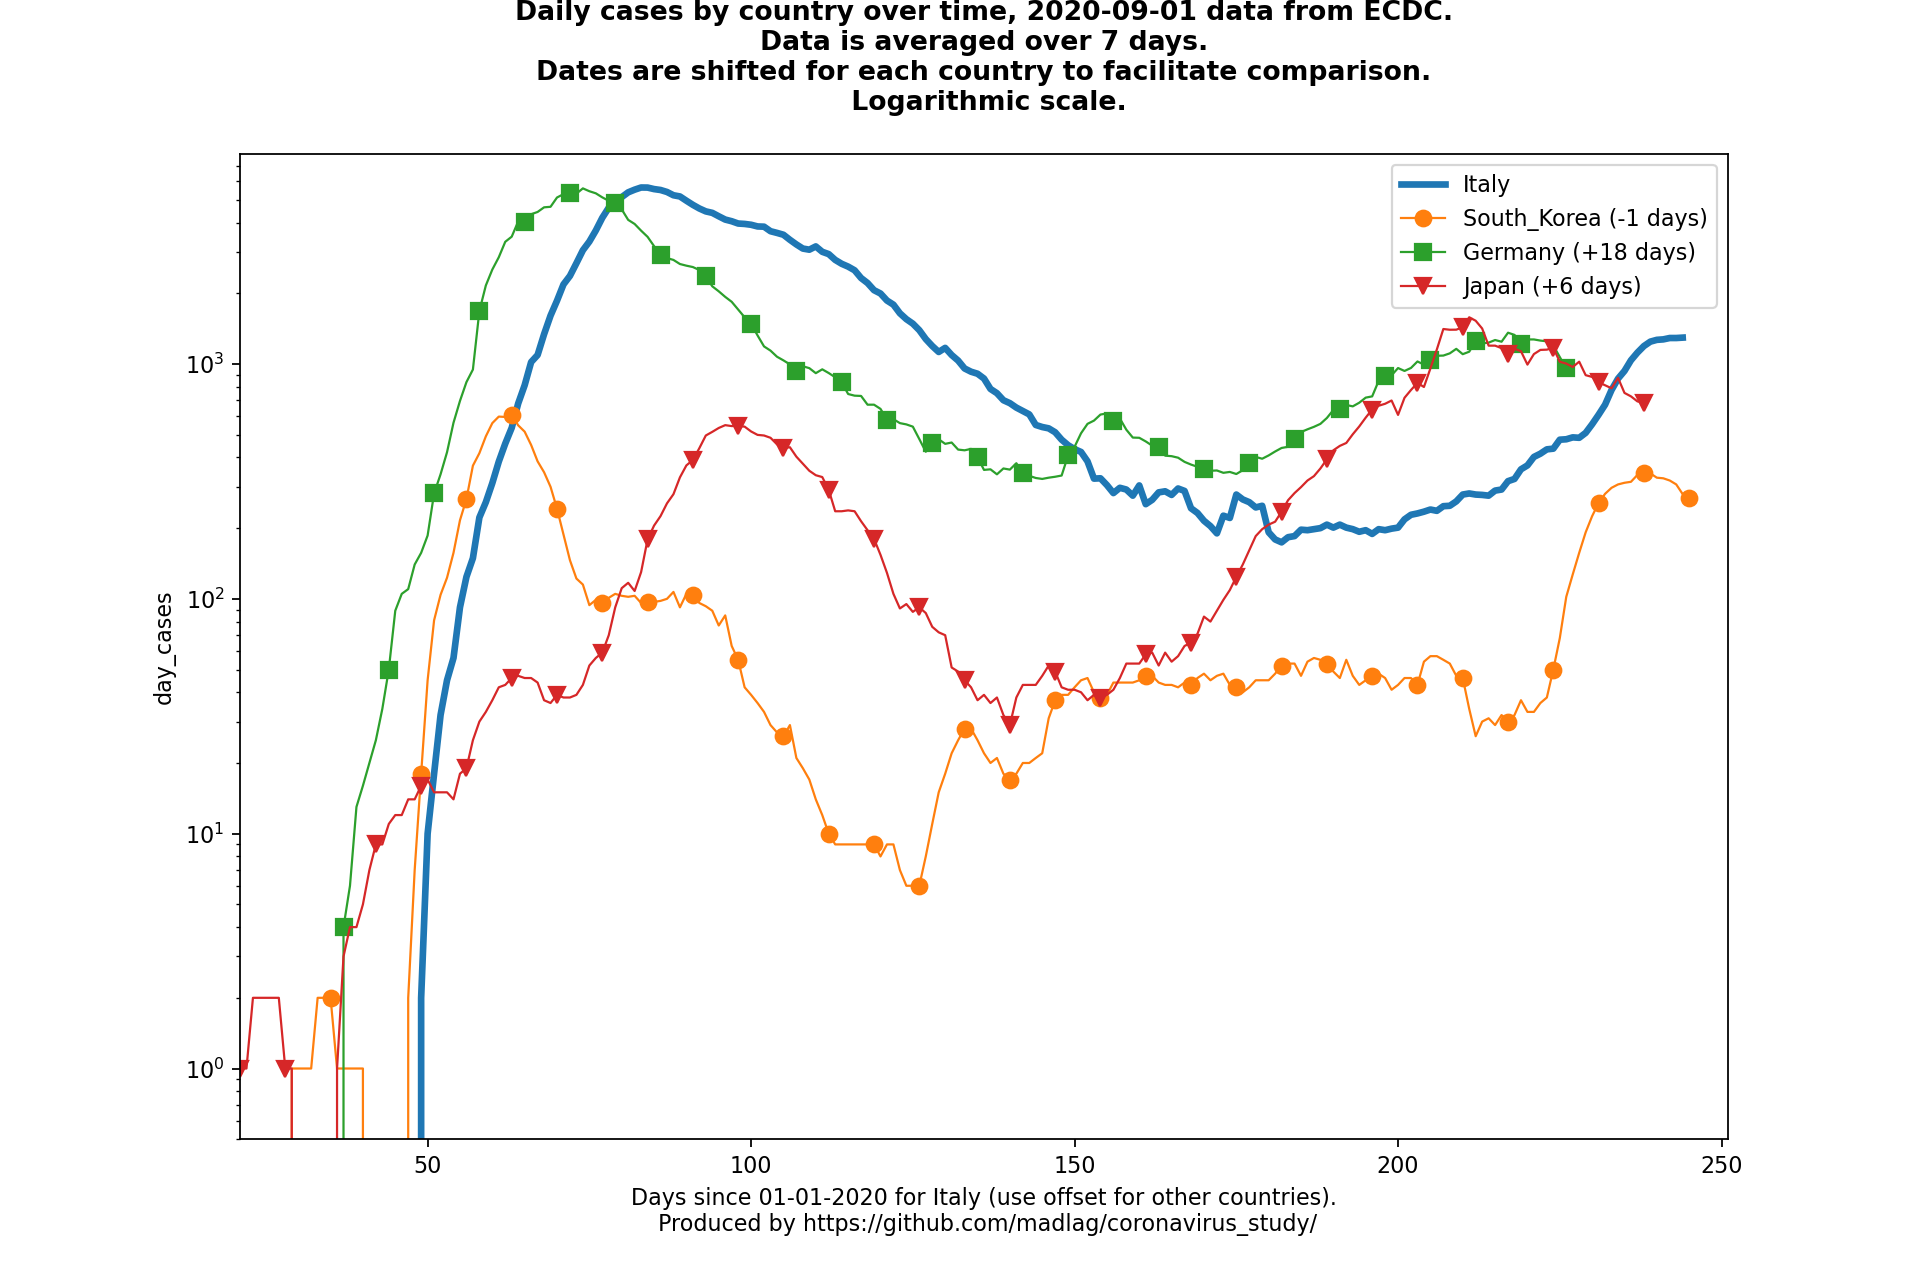 Daily cases by country over time, 2020-09-01 data from ECDC.
Data is averaged over 7 days.
Dates are shifted for each country to facilitate comparison.
Logarithmic scale.
Italy
South_Korea (-1 days)
Germany (+18 days)
Japan (+6 days)
10³
10²
10¹
10⁰
day_cases
50
100
150
200
250
Days since 01-01-2020 for Italy (use offset for other countries).
Produced by https://github.com/madlag/coronavirus_study/